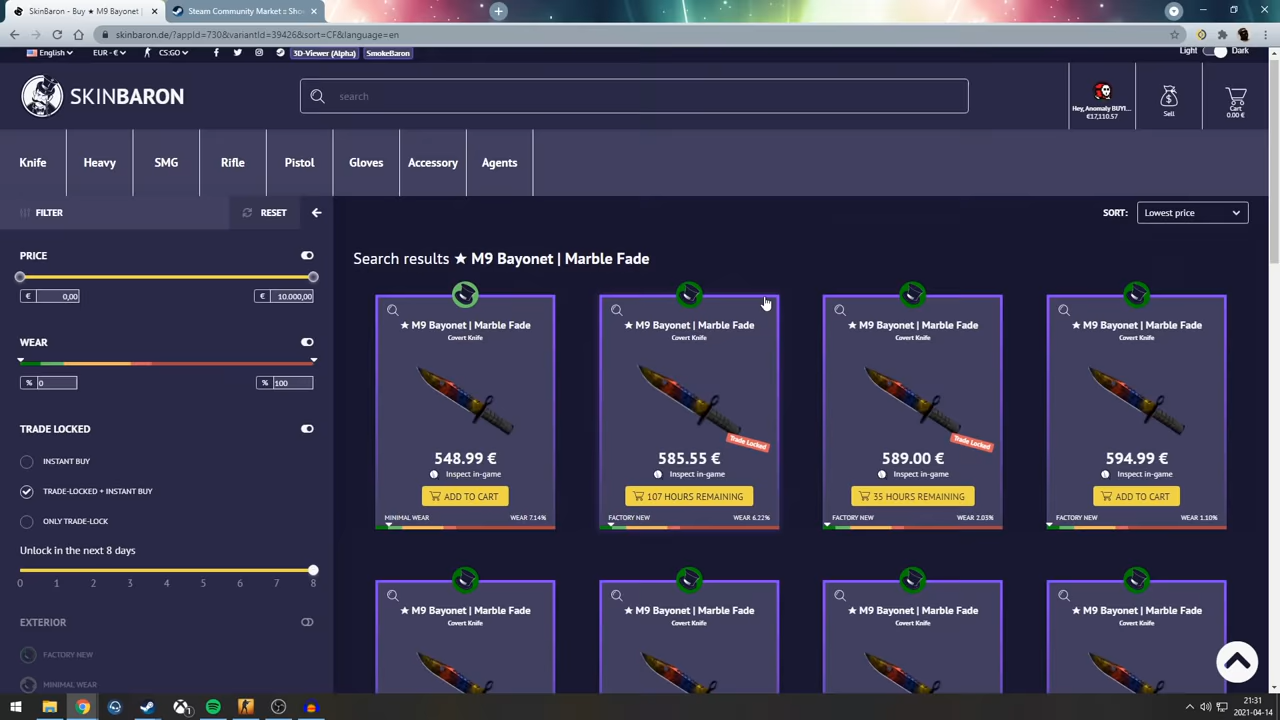 SkinBaron - Buy ★ M9 Bayonet |
Steam Community Market :: Show
skinbaron.de/?appId=730&variantId=39426&sort=CF&language=en
English
EUR - €
CS:GO
3D-Viewer (Alpha)
SmokeBaron
Light
Dark
SKINBARON
search
Hey, Anomaly BUYI...
€17,110.57
Sell
Cart
0.00 €
Knife
Heavy
SMG
Rifle
Pistol
Gloves
Accessory
Agents
FILTER
RESET
SORT:
Lowest price
PRICE
€ 0,00
€ 10.000,00
WEAR
% 0
% 100
TRADE LOCKED
INSTANT BUY
TRADE-LOCKED + INSTANT BUY
ONLY TRADE-LOCK
Unlock in the next 8 days
0 1 2 3 4 5 6 7 8
EXTERIOR
FACTORY NEW
MINIMAL WEAR
Search results ★ M9 Bayonet | Marble Fade
★ M9 Bayonet | Marble Fade
Covert Knife
548.99 €
Inspect in-game
ADD TO CART
MINIMAL WEAR
WEAR 7.14%
★ M9 Bayonet | Marble Fade
Covert Knife
Trade Locked
585.55 €
Inspect in-game
107 HOURS REMAINING
FACTORY NEW
WEAR 6.22%
★ M9 Bayonet | Marble Fade
Covert Knife
Trade Locked
589.00 €
Inspect in-game
35 HOURS REMAINING
FACTORY NEW
WEAR 2.03%
★ M9 Bayonet | Marble Fade
Covert Knife
594.99 €
Inspect in-game
ADD TO CART
FACTORY NEW
WEAR 1.10%
★ M9 Bayonet | Marble Fade
Covert Knife
★ M9 Bayonet | Marble Fade
Covert Knife
★ M9 Bayonet | Marble Fade
Covert Knife
★ M9 Bayonet | Marble Fade
Covert Knife
21:31
2021-04-14